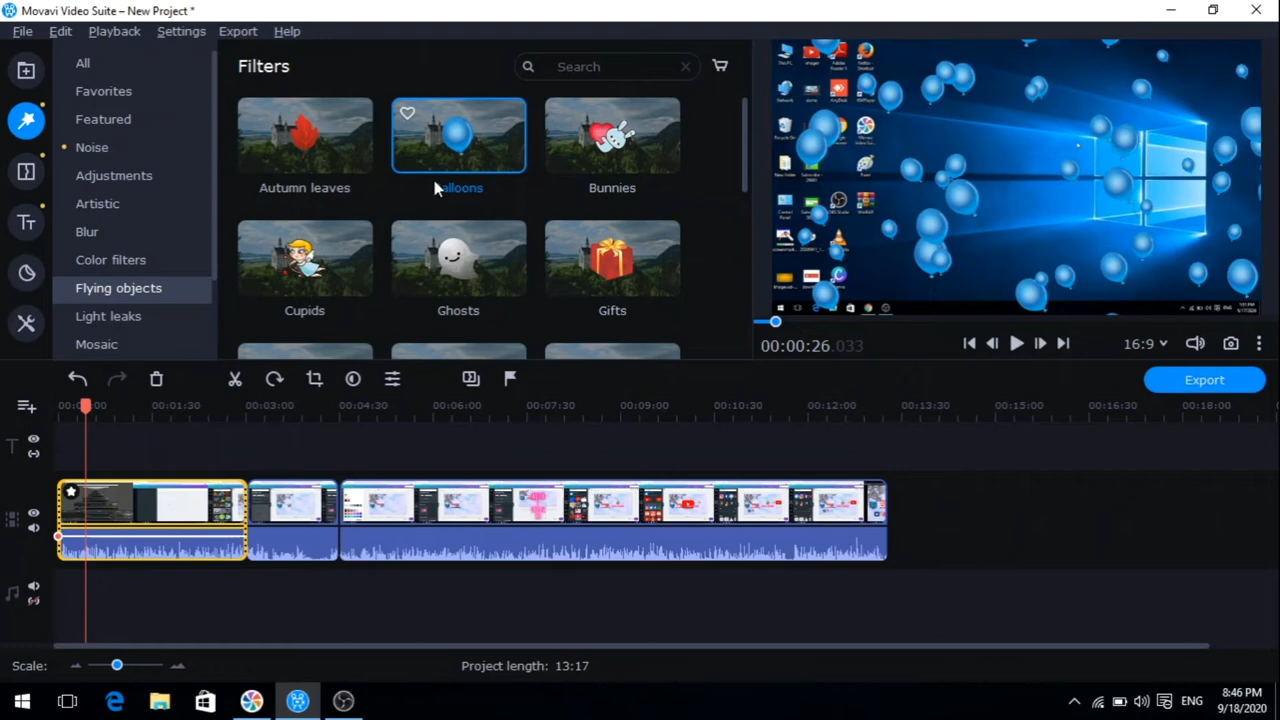 Movavi Video Suite – New Project *
File Edit Playback Settings Export Help
All
Favorites
Featured
Noise
Adjustments
Artistic
Blur
Color filters
Flying objects
Light leaks
Mosaic
Filters
Search
Autumn leaves
alloons
Bunnies
Cupids
Ghosts
Gifts
00:00:26.033
16:9
Export
00:01:30 00:03:00 00:04:30 00:06:00 00:07:30 00:09:00 00:10:30 00:12:00 00:13:30 00:15:00 00:16:30 00:18:00
Scale:
Project length: 13:17
ENG
8:46 PM
9/18/2020